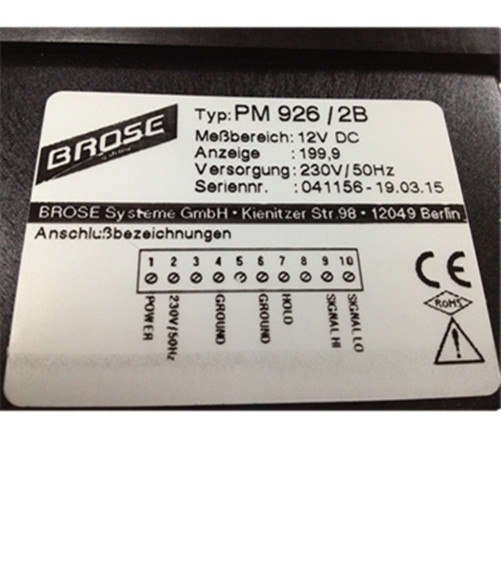 BROSE
Typ: PM 926 / 2B
Meßbereich: 12V DC
Anzeige : 199,9
Versorgung : 230V / 50Hz
Seriennr. : 041156 - 19.03.15
BROSE Systeme GmbH • Kienitzer Str.98 • 12049 Berlin
Anschlußbezeichnungen
1 2 3 4 5 6 7 8 9 10
POWER
230V/50Hz
GROUND
GROUND
HOLD
SIGNAL HI
SIGNAL LO
CE
ROHS